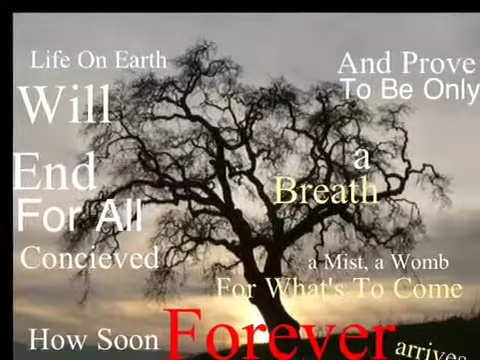 Life On Earth
Will
End
For All
Concieved
And Prove
To Be Only
a
Breath
a Mist, a Womb
For What's To Come
How Soon Forever arrives